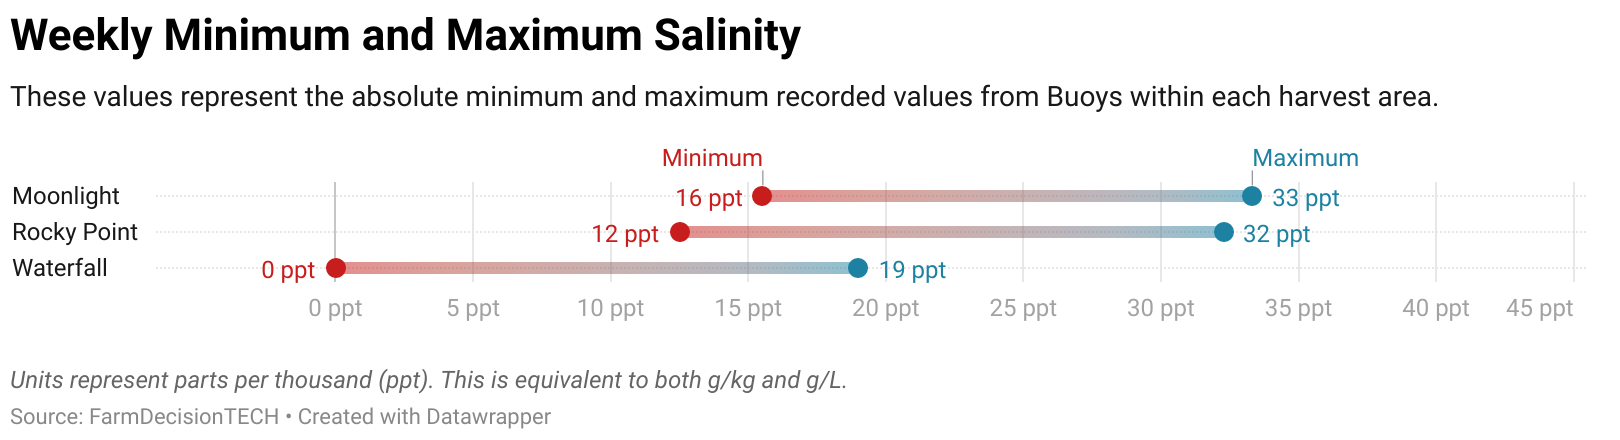 Weekly Minimum and Maximum Salinity
These values represent the absolute minimum and maximum recorded values from Buoys within each harvest area.
Minimum Maximum
Moonlight 16 ppt 33 ppt
Rocky Point 12 ppt 32 ppt
Waterfall 0 ppt 19 ppt
0 ppt 5 ppt 10 ppt 15 ppt 20 ppt 25 ppt 30 ppt 35 ppt 40 ppt 45 ppt
Units represent parts per thousand (ppt). This is equivalent to both g/kg and g/L.
Source: FarmDecisionTECH • Created with Datawrapper